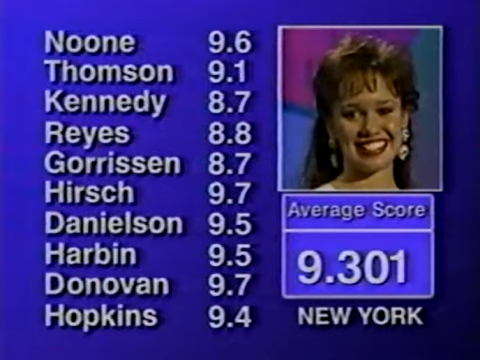 Noone 9.6
Thomson 9.1
Kennedy 8.7
Reyes 8.8
Gorrissen 8.7
Hirsch 9.7
Danielson 9.5
Harbin 9.5
Donovan 9.7
Hopkins 9.4
Average Score
9.301
NEW YORK